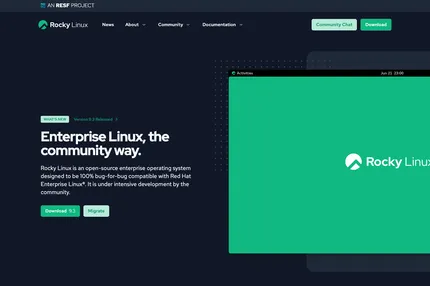 AN RESF PROJECT
Rocky Linux
News
About
Community
Documentation
Community Chat
Download
Activities
Jun 21 23:00
WHAT'S NEW
Version 9.3 Released
Enterprise Linux, the
community way.
Rocky Linux is an open-source enterprise operating system
designed to be 100% bug-for-bug compatible with Red Hat
Enterprise Linux®. It is under intensive development by the
community.
Download 9.3
Migrate
Rocky Linux